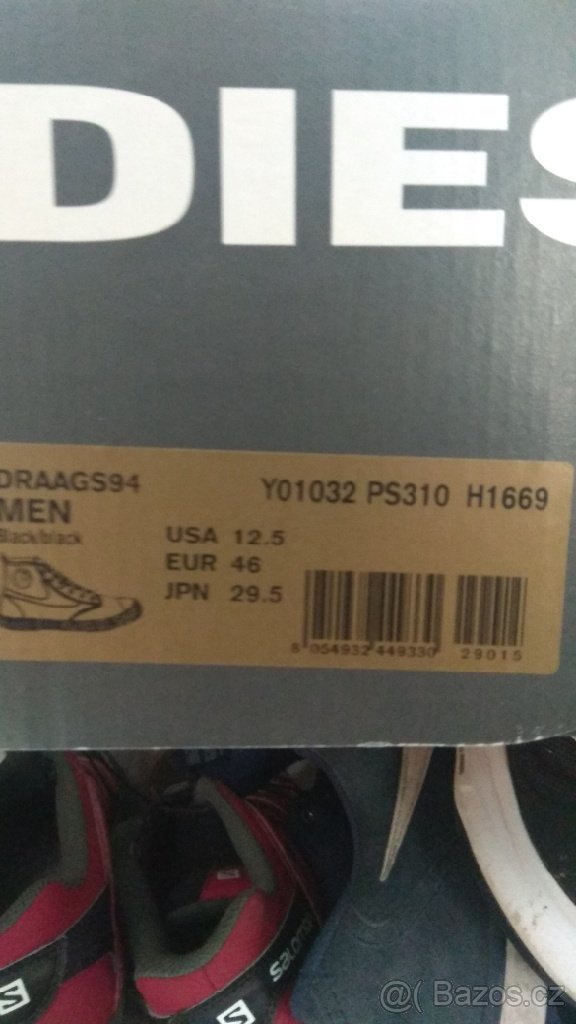 DIES
DRAAGS94
MEN
Black/black
Y01032 PS310 H1669
USA 12.5
EUR 46
JPN 29.5
8 054932 449330 29015
salomon
S
S
@( Bazos.cz